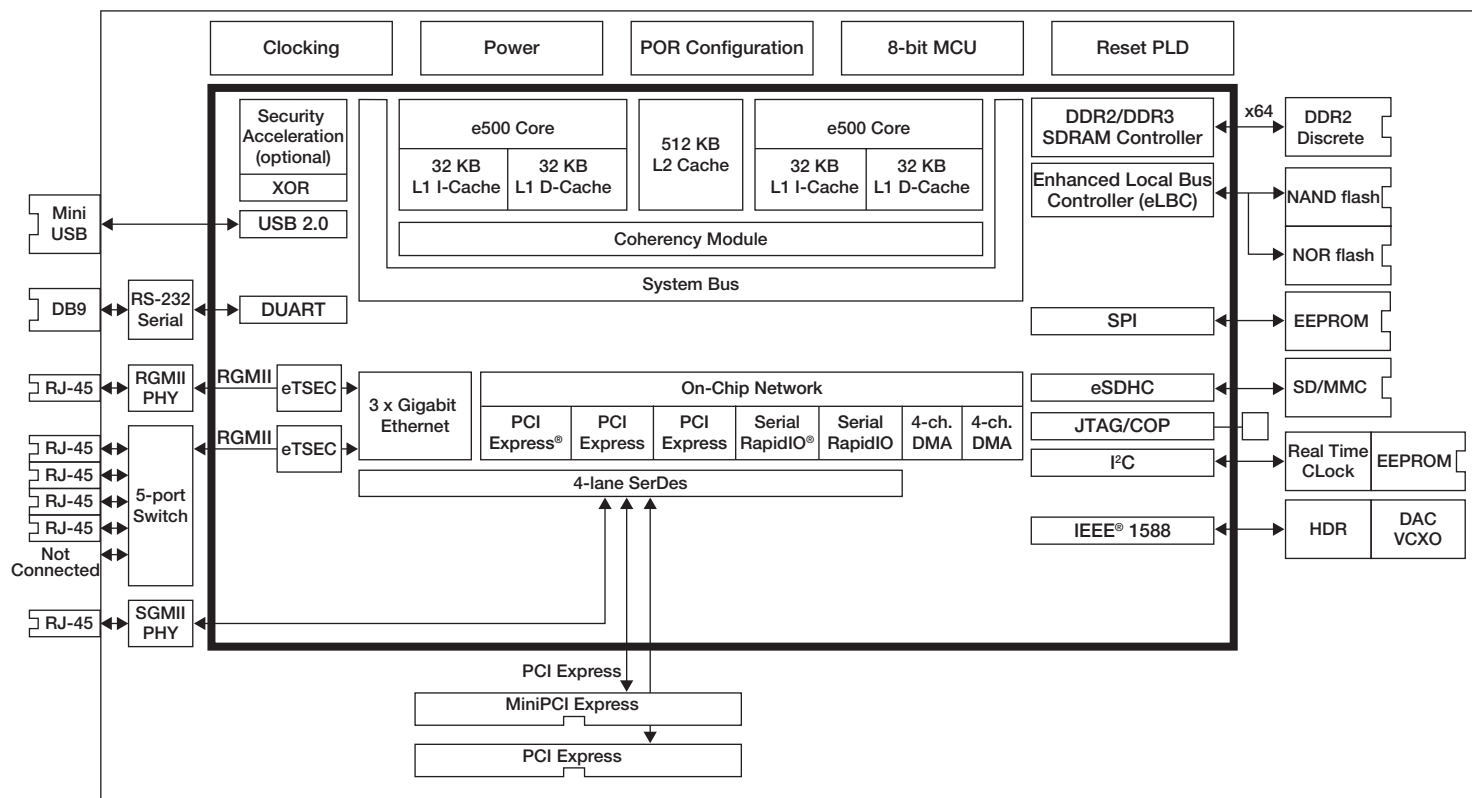 Clocking
Power
POR Configuration
8-bit MCU
Reset PLD
Security
Acceleration
(optional)
XOR
USB 2.0
Mini
USB
e500 Core
32 KB
L1 I-Cache
32 KB
L1 D-Cache
512 KB
L2 Cache
e500 Core
32 KB
L1 I-Cache
32 KB
L1 D-Cache
Coherency Module
System Bus
DDR2/DDR3
SDRAM Controller
x64
DDR2
Discrete
Enhanced Local Bus
Controller (eLBC)
NAND flash
NOR flash
DB9
RS-232
Serial
DUART
SPI
EEPROM
RJ-45
RGMII
PHY
RGMII
eTSEC
3 x Gigabit
Ethernet
On-Chip Network
PCI
Express®
PCI
Express
PCI
Express
Serial
RapidIO®
Serial
RapidIO
4-ch.
DMA
4-ch.
DMA
eSDHC
SD/MMC
JTAG/COP
RJ-45
RJ-45
RJ-45
RJ-45
Not
Connected
5-port
Switch
RGMII
eTSEC
4-lane SerDes
I²C
Real Time
CLock
EEPROM
IEEE® 1588
HDR
DAC
VCXO
RJ-45
SGMII
PHY
PCI Express
MiniPCI Express
PCI Express